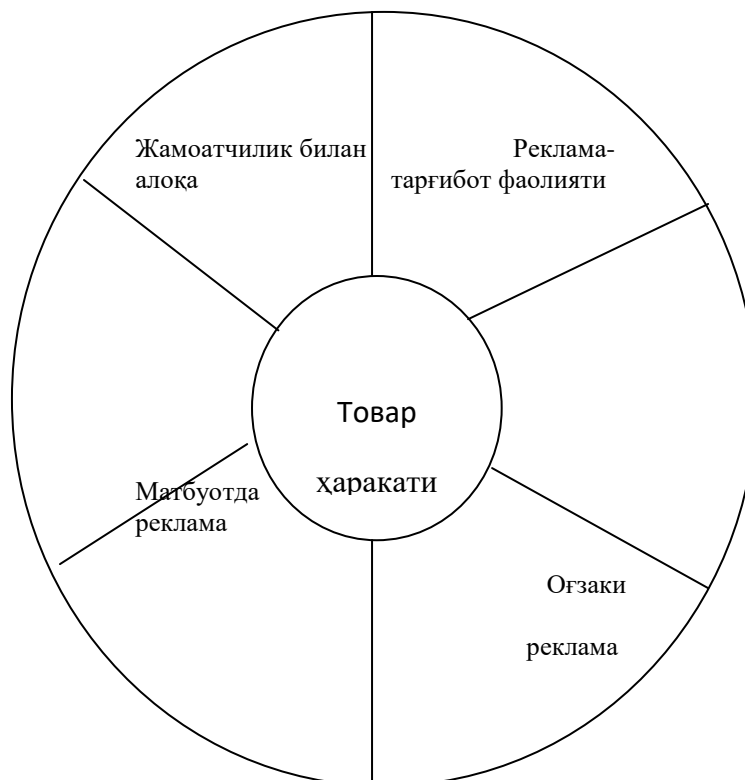 Жамоатчилик билан
алоқа
Реклама-
тарғибот фаолияти
Товар
ҳаракати
Матбуотда
реклама
Оғзаки
реклама